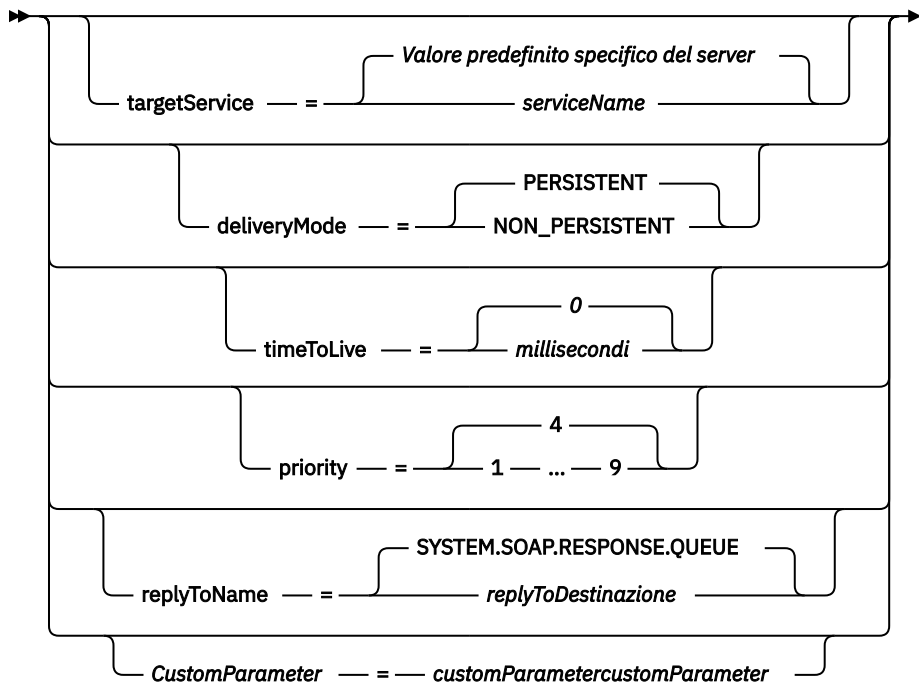 Valore predefinito specifico del server
targetService = serviceName
PERSISTENT
deliveryMode = NON_PERSISTENT
0
timeToLive = millisecondi
4
priority = 1 ... 9
SYSTEM.SOAP.RESPONSE.QUEUE
replyToName = replyToDestinazione
CustomParameter = customParametercustomParameter